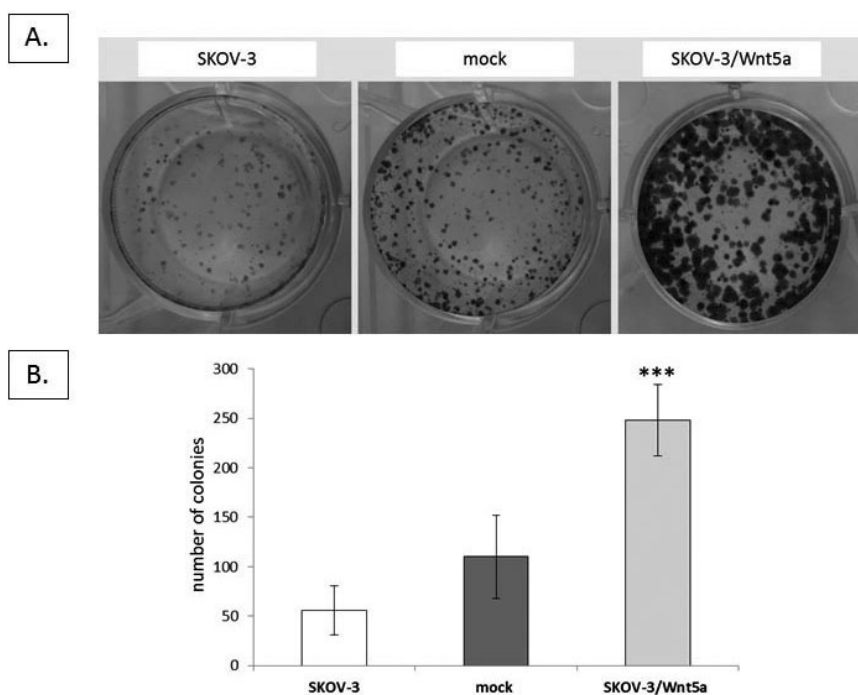 A.
SKOV-3 mock SKOV-3/Wnt5a
B.
300
250
200
150
100
50
0
number of colonies
***
SKOV-3 mock SKOV-3/Wnt5a